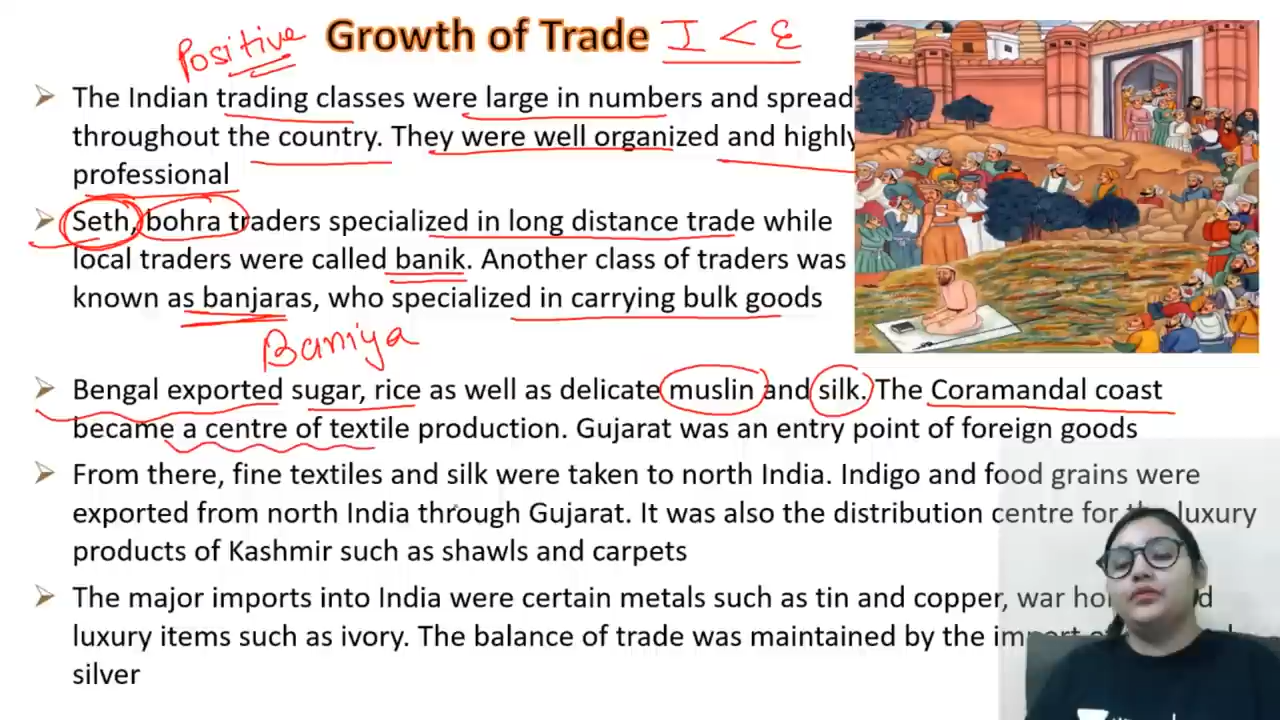 Positive
Growth of Trade I < E
The Indian trading classes were large in numbers and spread
throughout the country. They were well organized and highly
professional
Seth, bohra traders specialized in long distance trade while
local traders were called banik. Another class of traders was
known as banjaras, who specialized in carrying bulk goods
Baniya
Bengal exported sugar, rice as well as delicate muslin and silk. The Coramandal coast
became a centre of textile production. Gujarat was an entry point of foreign goods
From there, fine textiles and silk were taken to north India. Indigo and food grains were
exported from north India through Gujarat. It was also the distribution centre for the luxury
products of Kashmir such as shawls and carpets
The major imports into India were certain metals such as tin and copper, war
luxury items such as ivory. The balance of trade was maintained by the
silver